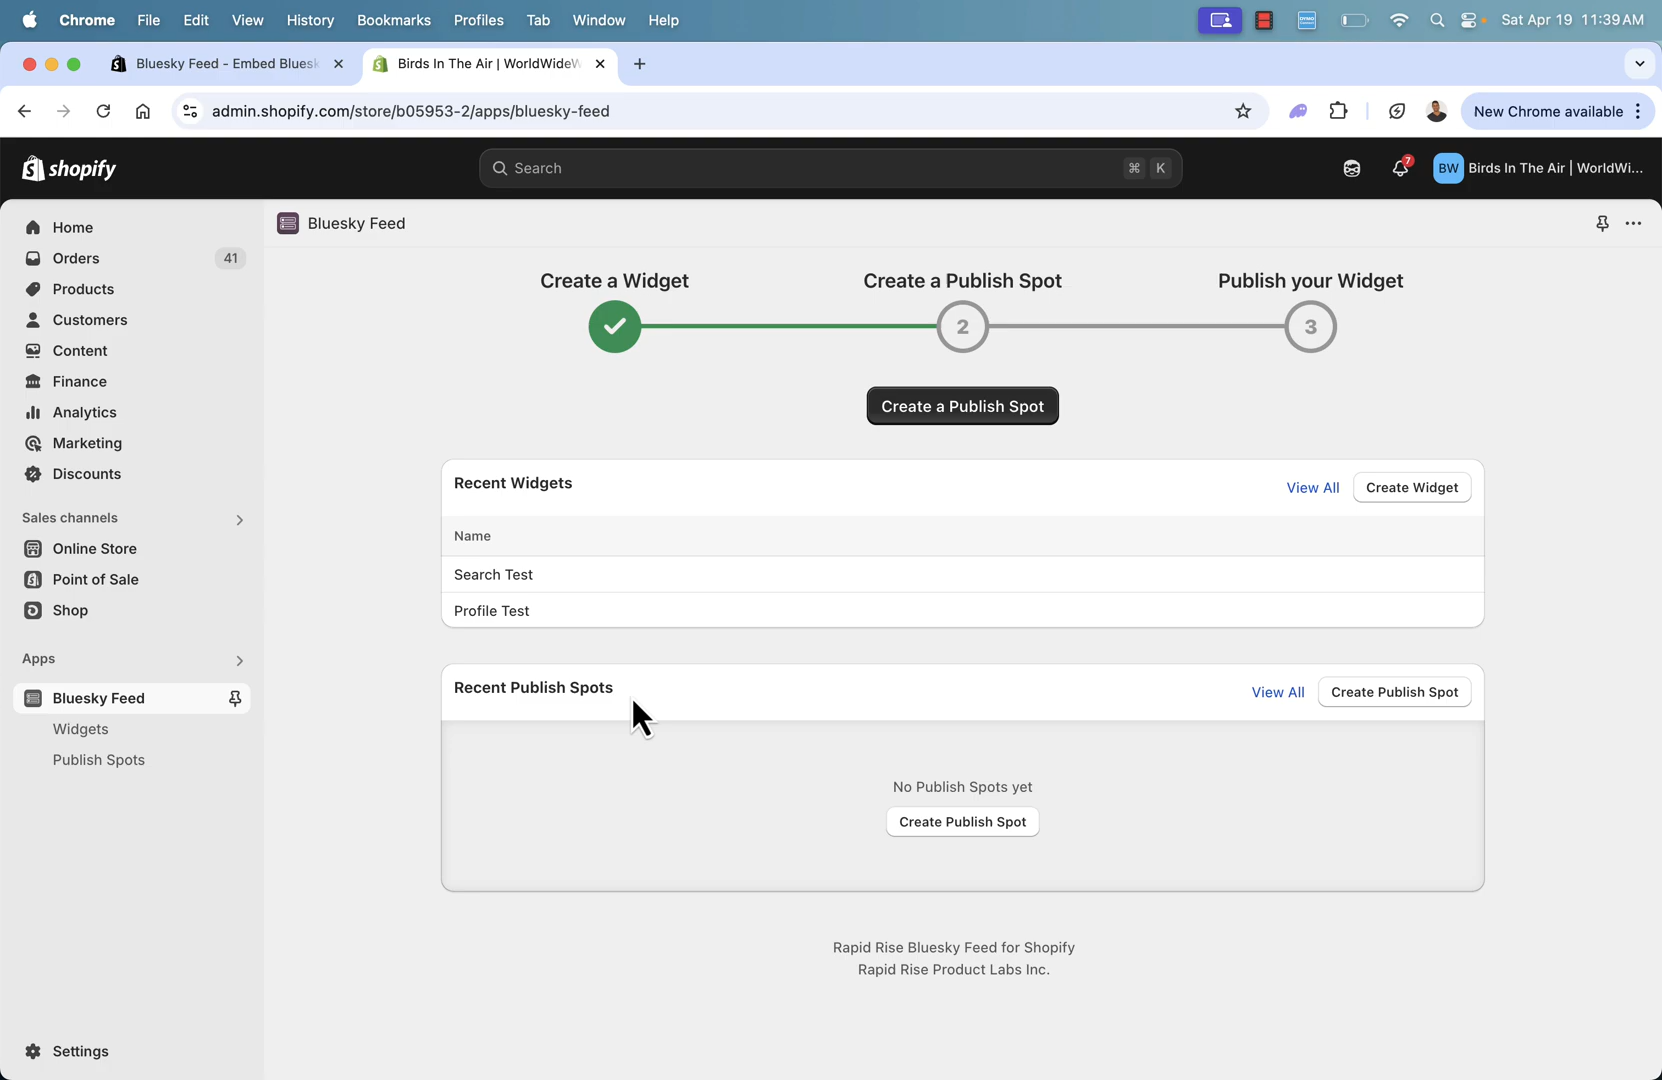 Chrome File Edit View History Bookmarks Profiles Tab Window Help
DYMO
Sat Apr 19 11:39 AM
Bluesky Feed - Embed Bluesk
Birds In The Air | WorldWideW
admin.shopify.com/store/b05953-2/apps/bluesky-feed
New Chrome available
shopify
Search
⌘ K
7
BW Birds In The Air | WorldWi...
Home
Orders 41
Products
Customers
Content
Finance
Analytics
Marketing
Discounts
Sales channels
Online Store
Point of Sale
Shop
Apps
Bluesky Feed
Widgets
Publish Spots
Settings
Bluesky Feed
Create a Widget
Create a Publish Spot
2
Publish your Widget
3
Create a Publish Spot
Recent Widgets
View All
Create Widget
Name
Search Test
Profile Test
Recent Publish Spots
View All
Create Publish Spot
No Publish Spots yet
Create Publish Spot
Rapid Rise Bluesky Feed for Shopify
Rapid Rise Product Labs Inc.